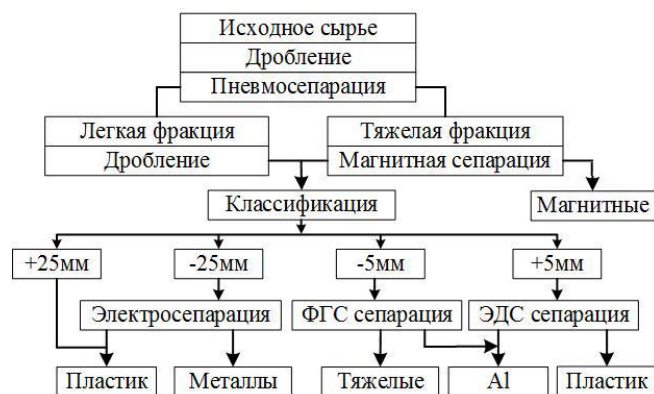 Исходное сырье
Дробление
Пневмосепарация
Легкая фракция
Тяжелая фракция
Дробление
Магнитная сепарация
Классификация
Магнитные
+25мм
-25мм
-5мм
+5мм
Электросепарация
ФГС сепарация
ЭДС сепарация
Пластик
Металлы
Тяжелые
Al
Пластик